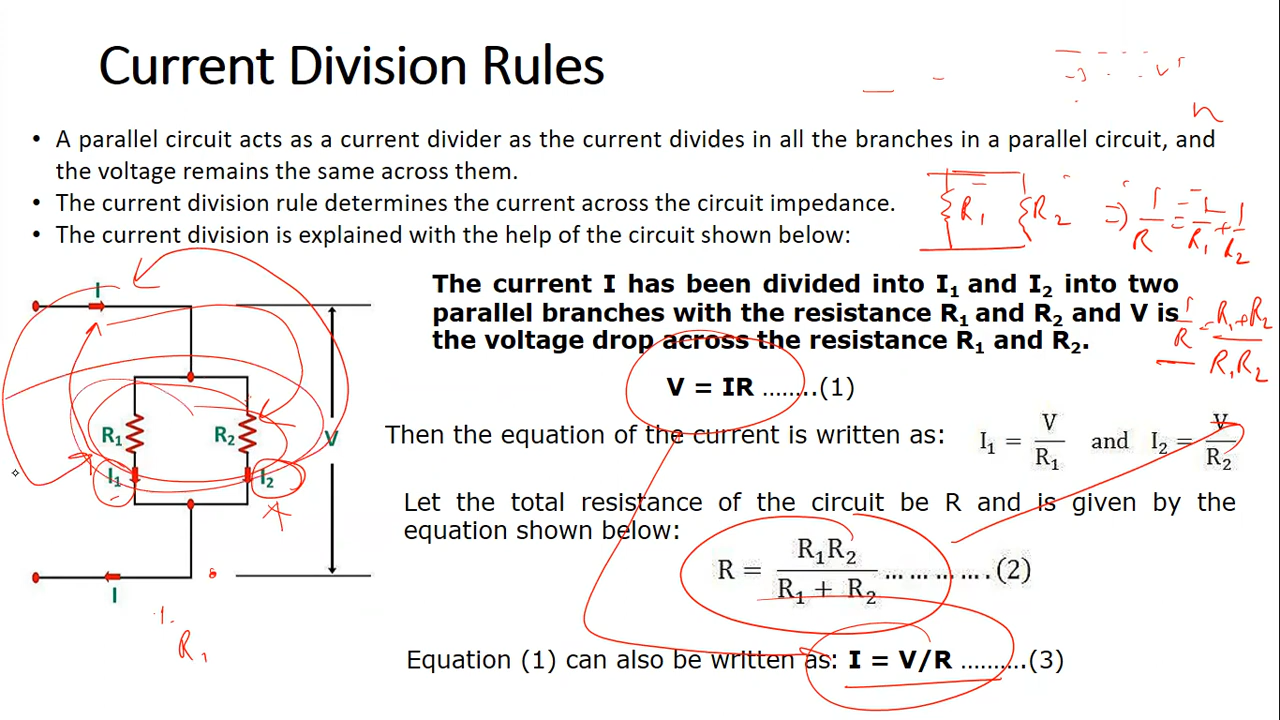 Current Division Rules
• A parallel circuit acts as a current divider as the current divides in all the branches in a parallel circuit, and
the voltage remains the same across them.
• The current division rule determines the current across the circuit impedance.
• The current division is explained with the help of the circuit shown below:
n
R₁ R₂ => 1/R = 1/R₁ + 1/R₂
1/R = R₁+R₂ / R₁R₂
The current I has been divided into I₁ and I₂ into two
parallel branches with the resistance R₁ and R₂ and V is
the voltage drop across the resistance R₁ and R₂.
I
R₁ R₂ V
I₁ I₂
I
R₁
V = IR ........(1)
Then the equation of the current is written as: I₁ = V/R₁ and I₂ = V/R₂
Let the total resistance of the circuit be R and is given by the
equation shown below:
R = R₁R₂ / R₁ + R₂ ... ... ... .... (2)
Equation (1) can also be written as: I = V/R ..........(3)